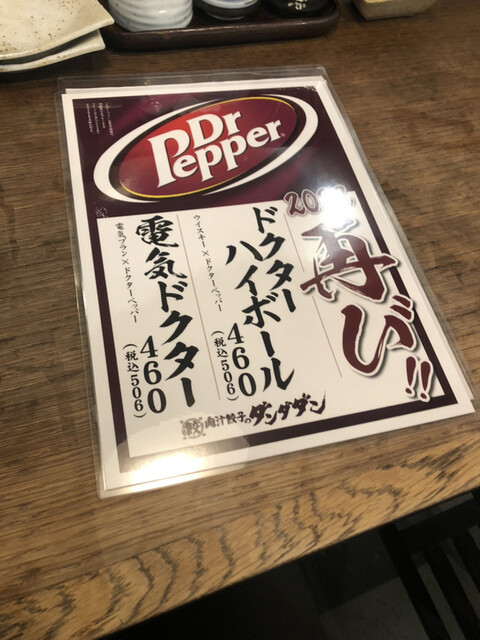 Dr
Pepper
再び!!
ドクター
ハイボール
460
(税込506)
ウイスキー×ドクターペッパー
電気ドクター
460
(税込506)
電気ブラン×ドクターペッパー
肉汁餃子のダンダダン